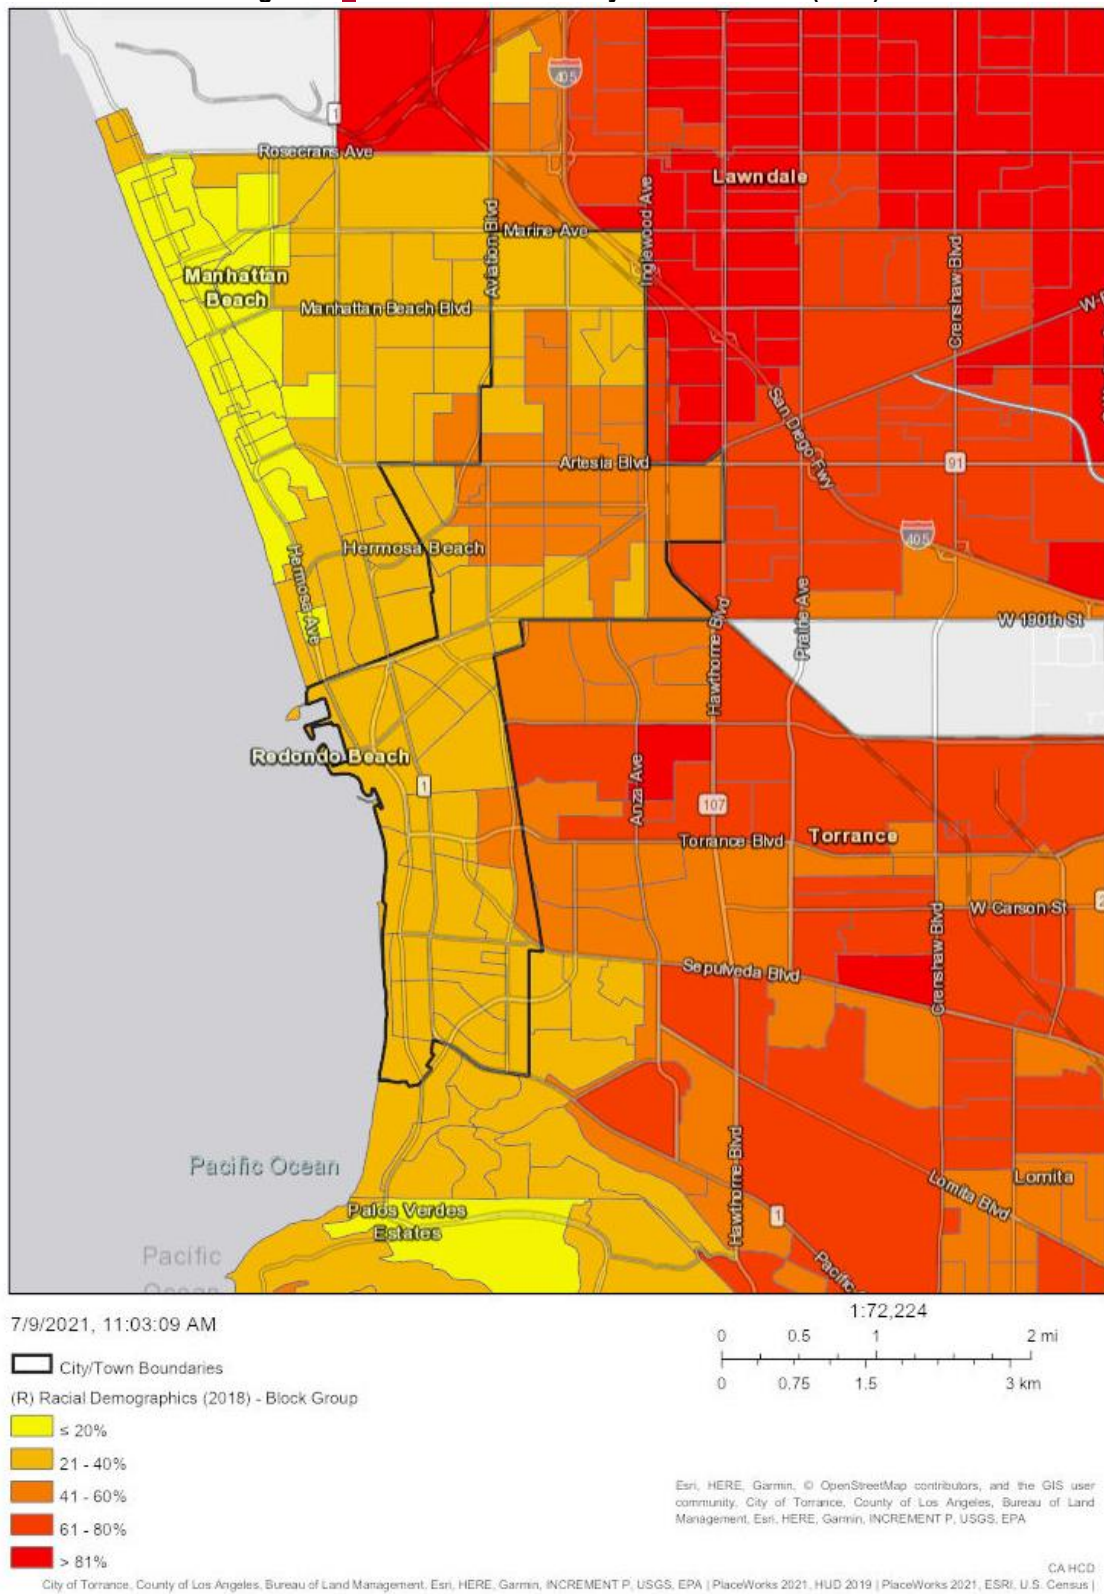 405
1
Rosecrans Ave
Lawndale
Inglewood Ave
Aviation Blvd
Marine Ave
Crenshaw Blvd
Manhattan
Beach
Manhattan Beach Blvd
San Diego Fwy
Artesia Blvd
91
405
Hermosa Beach
Hermosa Ave
W 190th St
Prairie Ave
Hawthorne Blvd
Redondo Beach
1
Anza Ave
107
Torrance Blvd
Torrance
W Carson St
2
Crenshaw Blvd
Sepulveda Blvd
Pacific Ocean
Hawthorne Blvd
Lomita Blvd
Lomita
Palos Verdes
Estates
1
Pacific
Pacific
Ocean
7/9/2021, 11:03:09 AM
1:72,224
0 0.5 1 2 mi
0 0.75 1.5 3 km
City/Town Boundaries
(R) Racial Demographics (2018) - Block Group
≤ 20%
21 - 40%
41 - 60%
61 - 80%
> 81%
Esri, HERE, Garmin, © OpenStreetMap contributors, and the GIS user
community, City of Torrance, County of Los Angeles, Bureau of Land
Management, Esri, HERE, Garmin, INCREMENT P, USGS, EPA
CA HCD
City of Torrance, County of Los Angeles, Bureau of Land Management, Esri, HERE, Garmin, INCREMENT P, USGS, EPA | PlaceWorks 2021, HUD 2019 | PlaceWorks 2021, ESRI, U.S. Census |